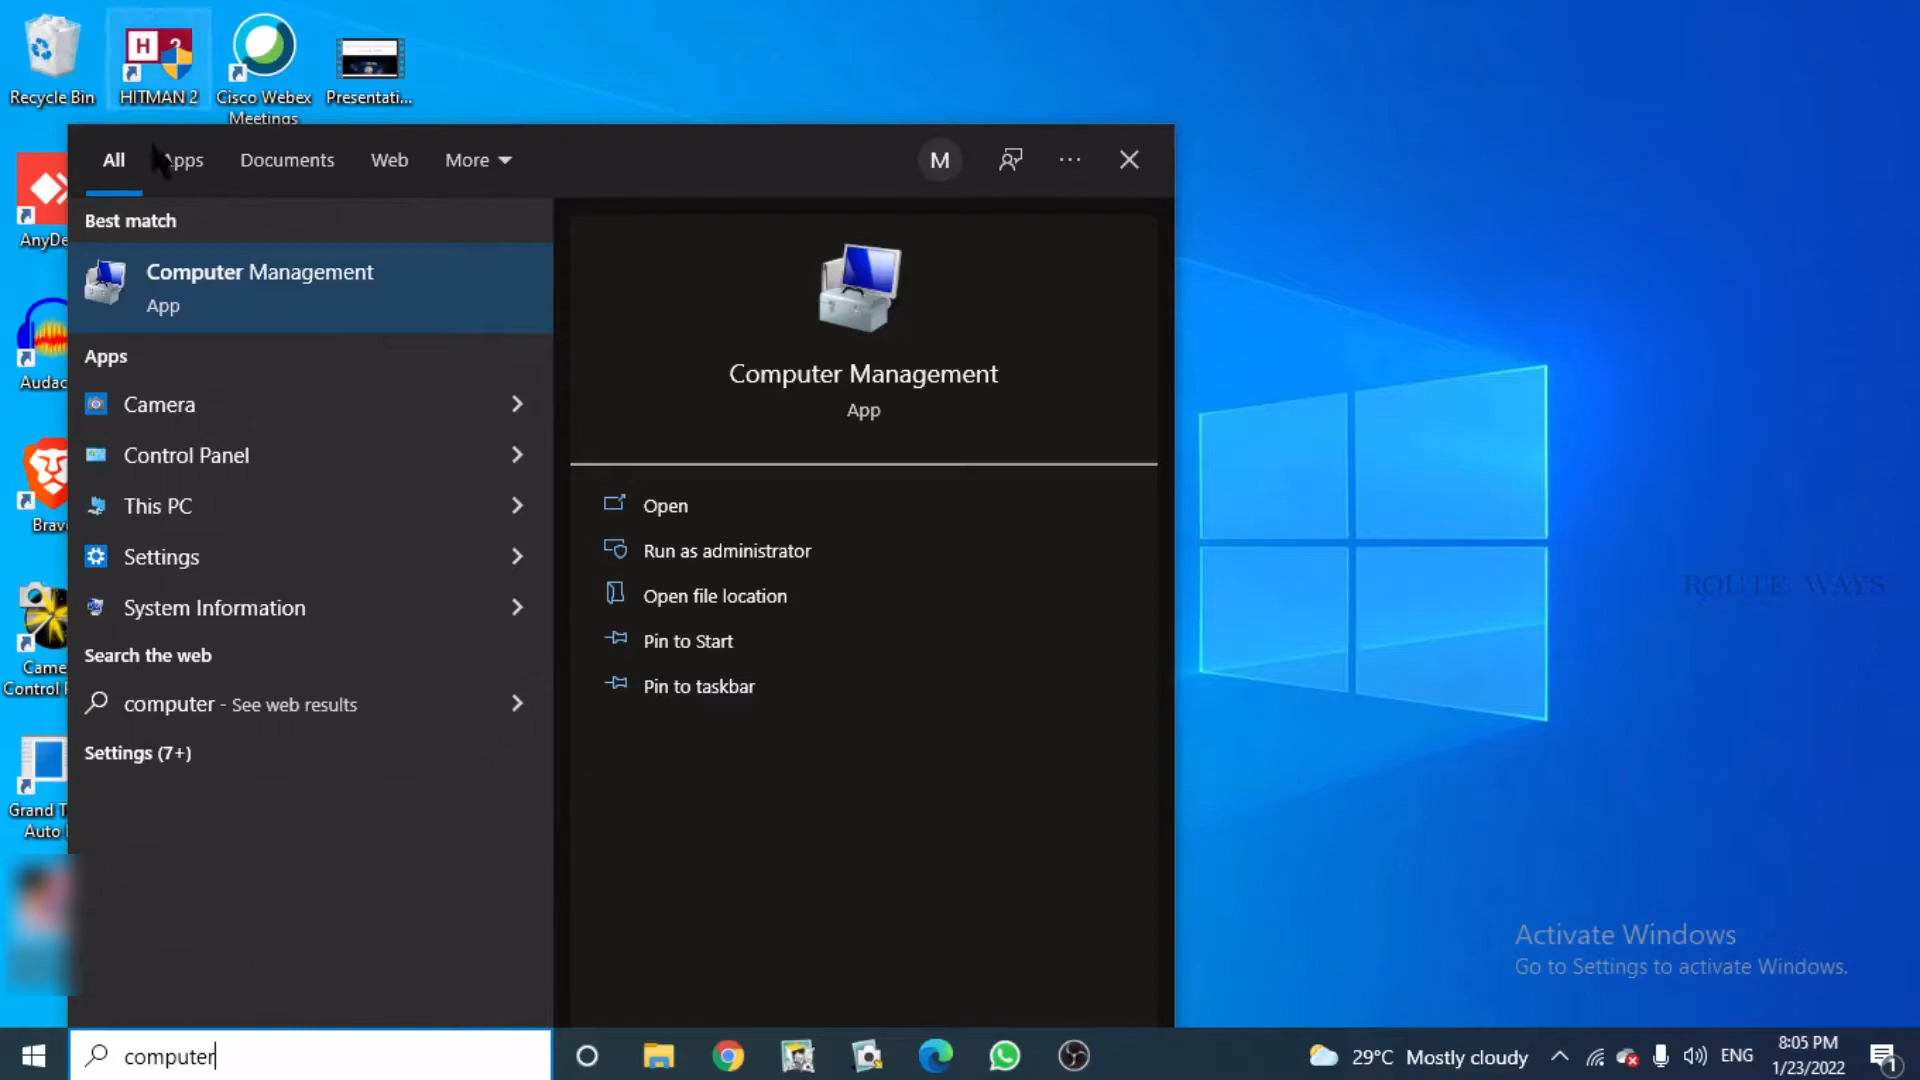 Recycle Bin
HITMAN 2
Cisco Webex
Meetings
Presentati...
All
Apps
Documents
Web
More
M
Best match
Computer Management
App
Apps
Camera
Control Panel
This PC
Settings
System Information
Search the web
computer - See web results
Settings (7+)
Computer Management
App
Open
Run as administrator
Open file location
Pin to Start
Pin to taskbar
AnyDe
Audac
Brav
Came
Control
Grand T
Auto
ROUTE WAYS
Activate Windows
Go to Settings to activate Windows.
computer
29°C Mostly cloudy
ENG
8:05 PM
1/23/2022
1